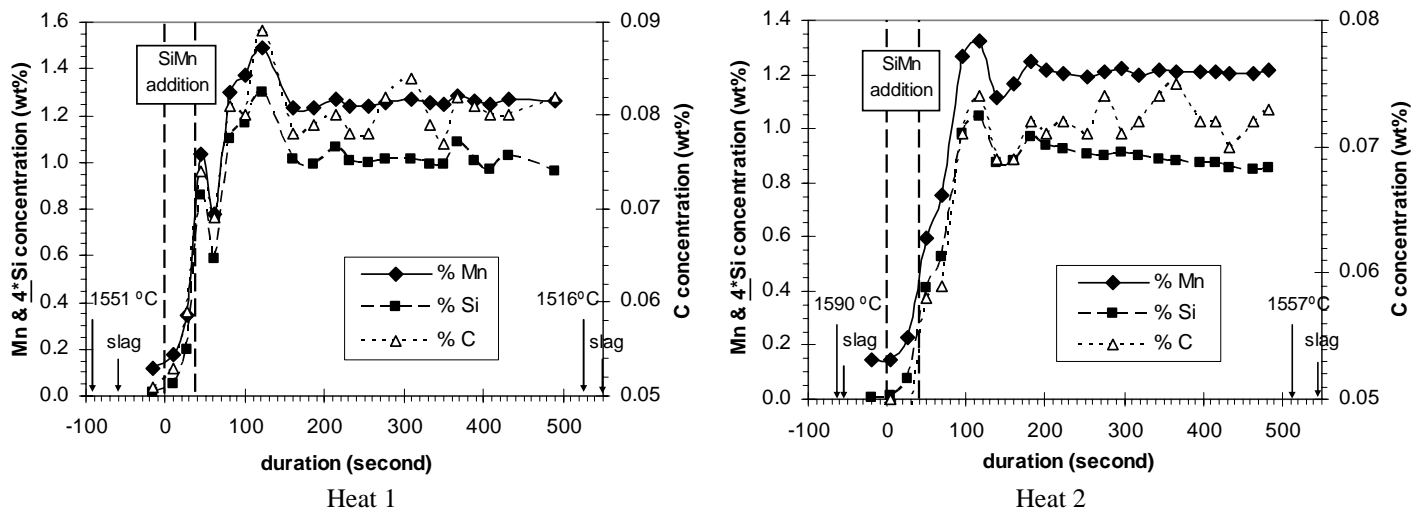 Mn & 4*Si concentration (wt%)
1.6
1.4
1.2
1.0
0.8
0.6
0.4
0.2
0.0
SiMn
addition
1551 ºC
slag
% Mn
% Si
% C
1516ºC
slag
0.09
0.08
0.07
0.06
0.05
C concentration (wt%)
-100 0 100 200 300 400 500
duration (second)
Heat 1
Mn & 4*Si concentration (wt%)
1.4
1.2
1.0
0.8
0.6
0.4
0.2
0.0
SiMn
addition
1590 ºC
slag
% Mn
% Si
% C
1557ºC
slag
0.08
0.07
0.06
0.05
C concentration (wt%)
-100 0 100 200 300 400 500
duration (second)
Heat 2